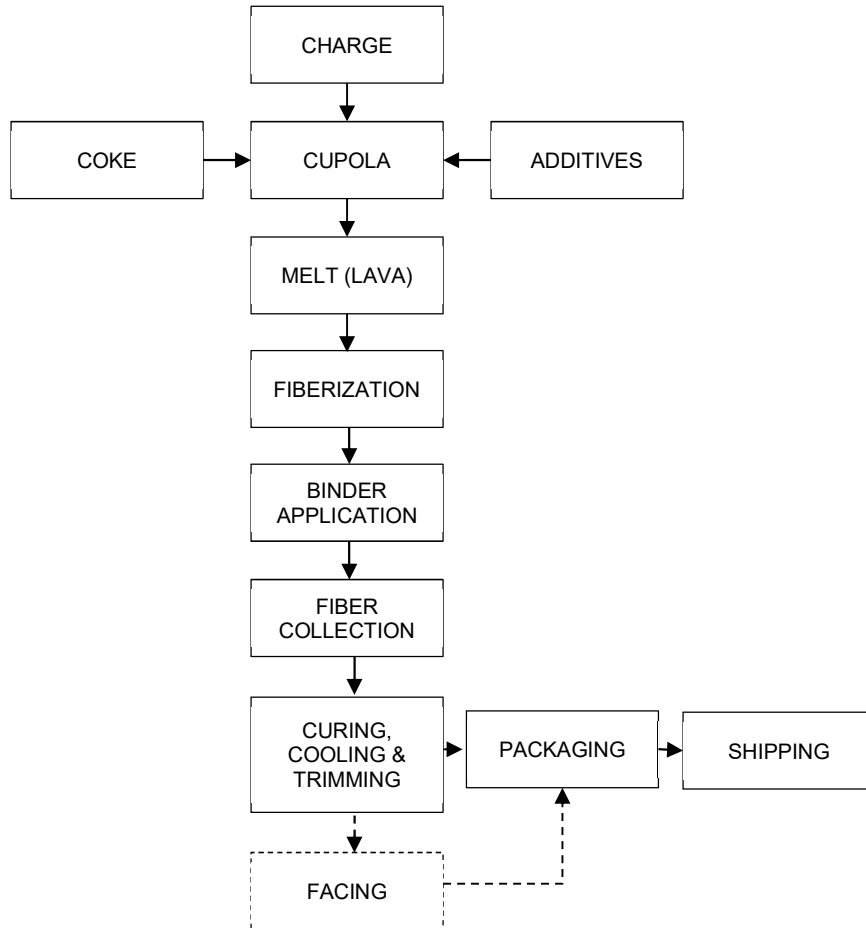 CHARGE
COKE
CUPOLA
ADDITIVES
MELT (LAVA)
FIBERIZATION
BINDER
APPLICATION
FIBER
COLLECTION
CURING,
COOLING &
TRIMMING
PACKAGING
SHIPPING
FACING